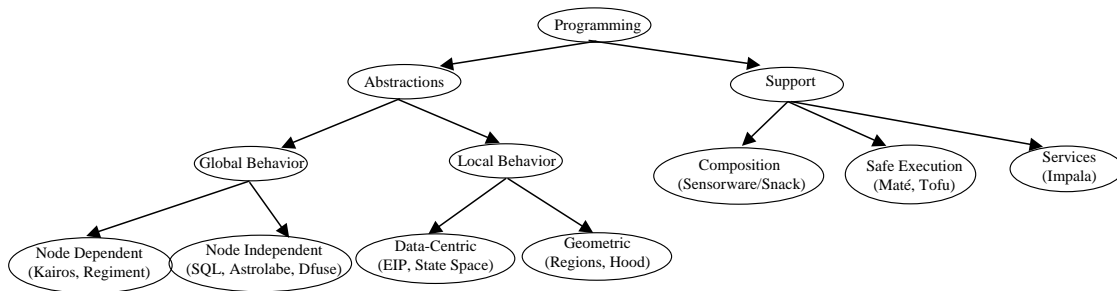 Programming
Abstractions
Support
Global Behavior
Local Behavior
Composition
(Sensorware/Snack)
Safe Execution
(Maté, Tofu)
Services
(Impala)
Node Dependent
(Kairos, Regiment)
Node Independent
(SQL, Astrolabe, Dfuse)
Data-Centric
(EIP, State Space)
Geometric
(Regions, Hood)